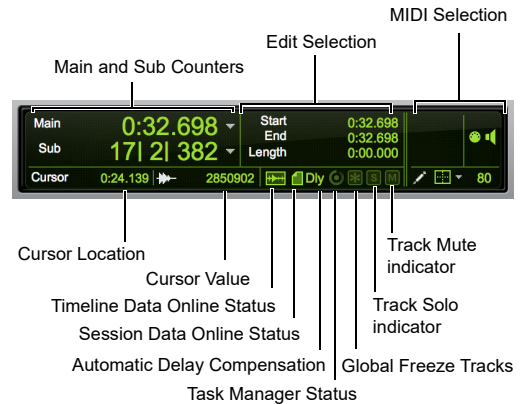 MIDI Selection
Edit Selection
Main and Sub Counters
Main 0:32.698
Sub 17| 2| 382
Start 0:32.698
End 0:32.698
Length 0:00.000
Cursor 0:24.139 2850902 Dly S M 80
Cursor Location
Cursor Value
Timeline Data Online Status
Session Data Online Status
Automatic Delay Compensation
Task Manager Status
Global Freeze Tracks
Track Solo
indicator
Track Mute
indicator